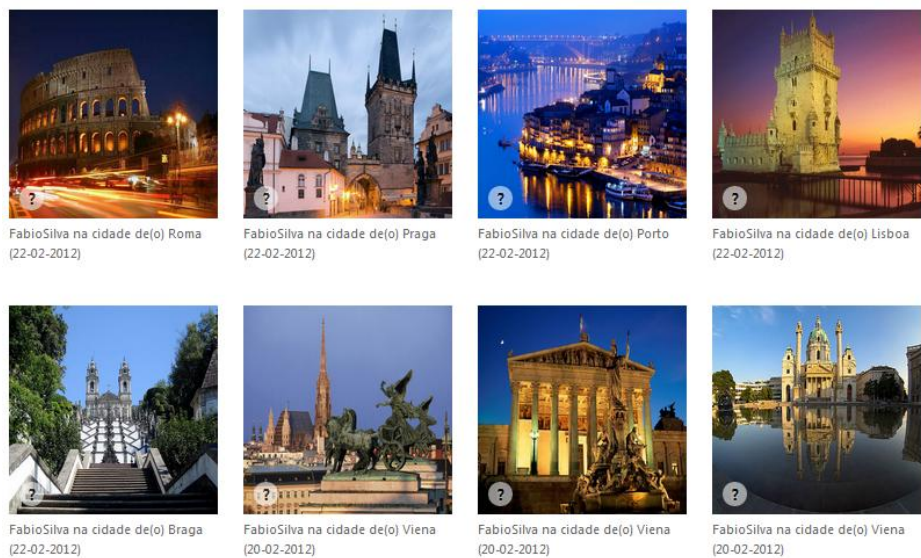 ?
?
?
?
FabioSilva na cidade de(o) Roma
(22-02-2012)
FabioSilva na cidade de(o) Praga
(22-02-2012)
FabioSilva na cidade de(o) Porto
(22-02-2012)
FabioSilva na cidade de(o) Lisboa
(22-02-2012)
?
?
?
?
FabioSilva na cidade de(o) Braga
(22-02-2012)
FabioSilva na cidade de(o) Viena
(20-02-2012)
FabioSilva na cidade de(o) Viena
(20-02-2012)
FabioSilva na cidade de(o) Viena
(20-02-2012)